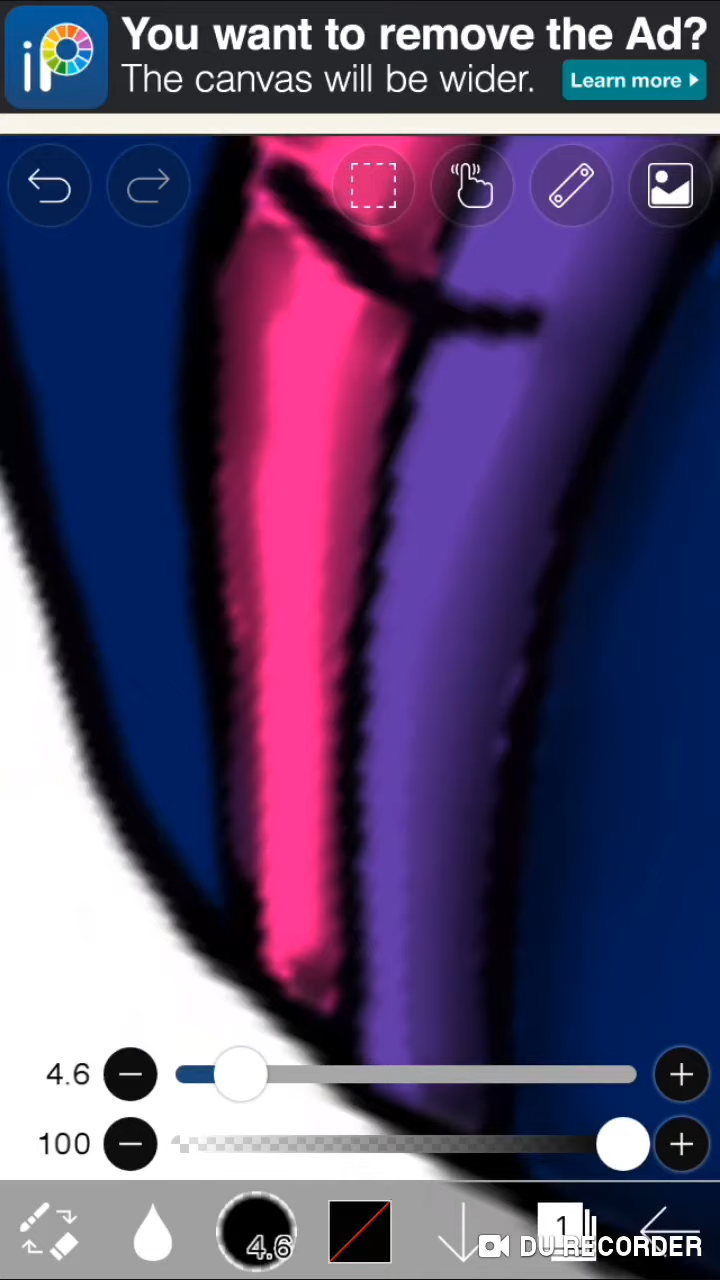 iP
You want to remove the Ad?
The canvas will be wider.
Learn more
4.6
100
4.6
1
DU RECORDER